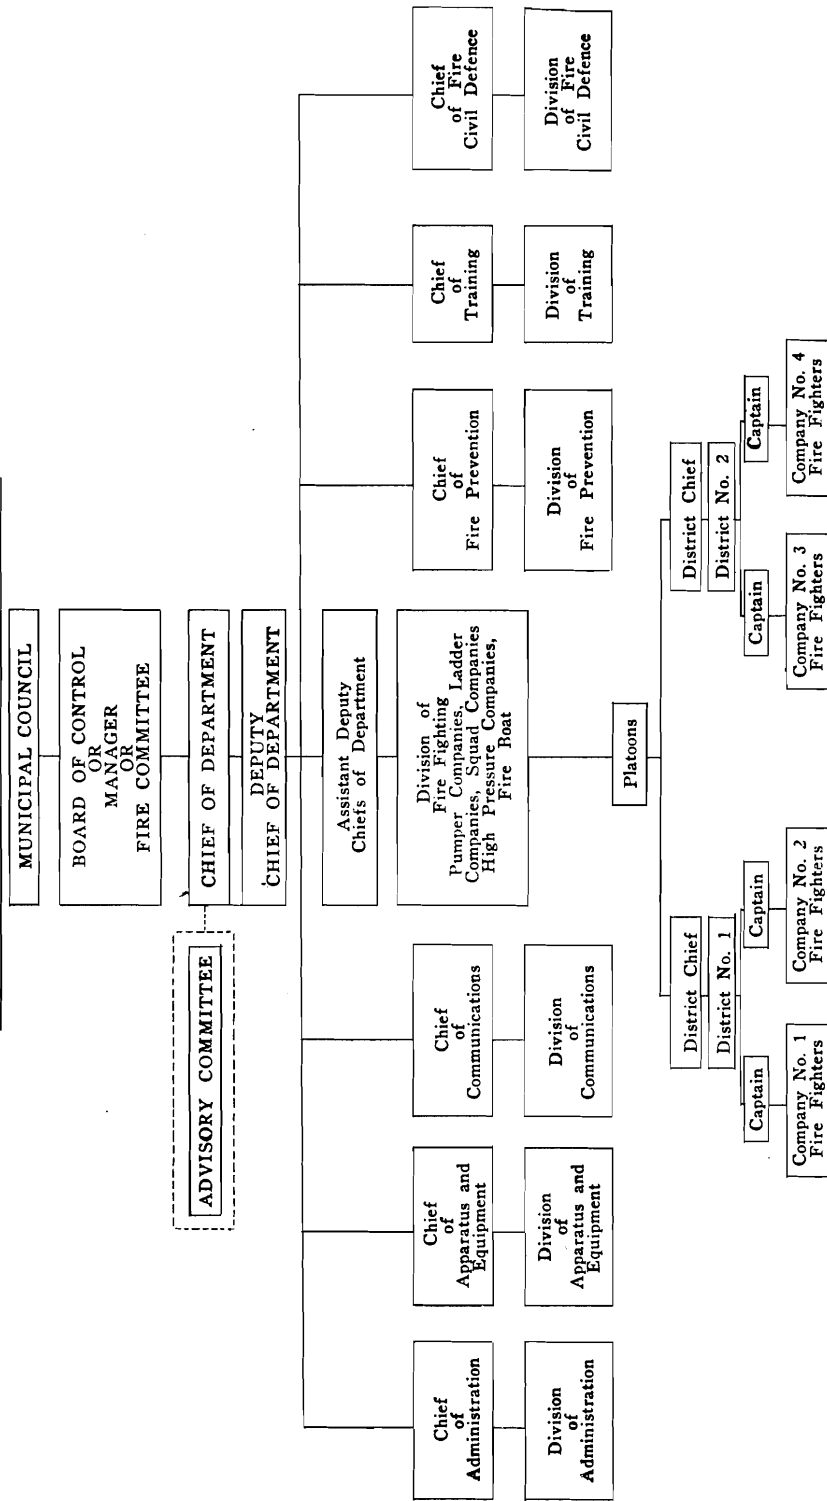 MUNICIPAL COUNCIL
BOARD OF CONTROL
OR
MANAGER
OR
FIRE COMMITTEE
ADVISORY COMMITTEE
CHIEF OF DEPARTMENT
DEPUTY
CHIEF OF DEPARTMENT
Assistant Deputy
Chiefs of Department
Chief
of
Administration
Chief
of
Apparatus and
Equipment
Chief
of
Communications
Chief
of
Fire Prevention
Chief
of
Training
Chief
of Fire
Civil Defence
Division
of
Administration
Division
of
Apparatus and
Equipment
Division
of
Communications
Division of
Fire Fighting
Pumper Companies, Ladder
Companies, Squad Companies
High Pressure Companies,
Fire Boat
Division
of
Fire Prevention
Division
of
Training
Division
of Fire
Civil Defence
Platoons
District Chief
District No. 1
District Chief
District No. 2
Captain
Captain
Captain
Captain
Company No. 1
Fire Fighters
Company No. 2
Fire Fighters
Company No. 3
Fire Fighters
Company No. 4
Fire Fighters